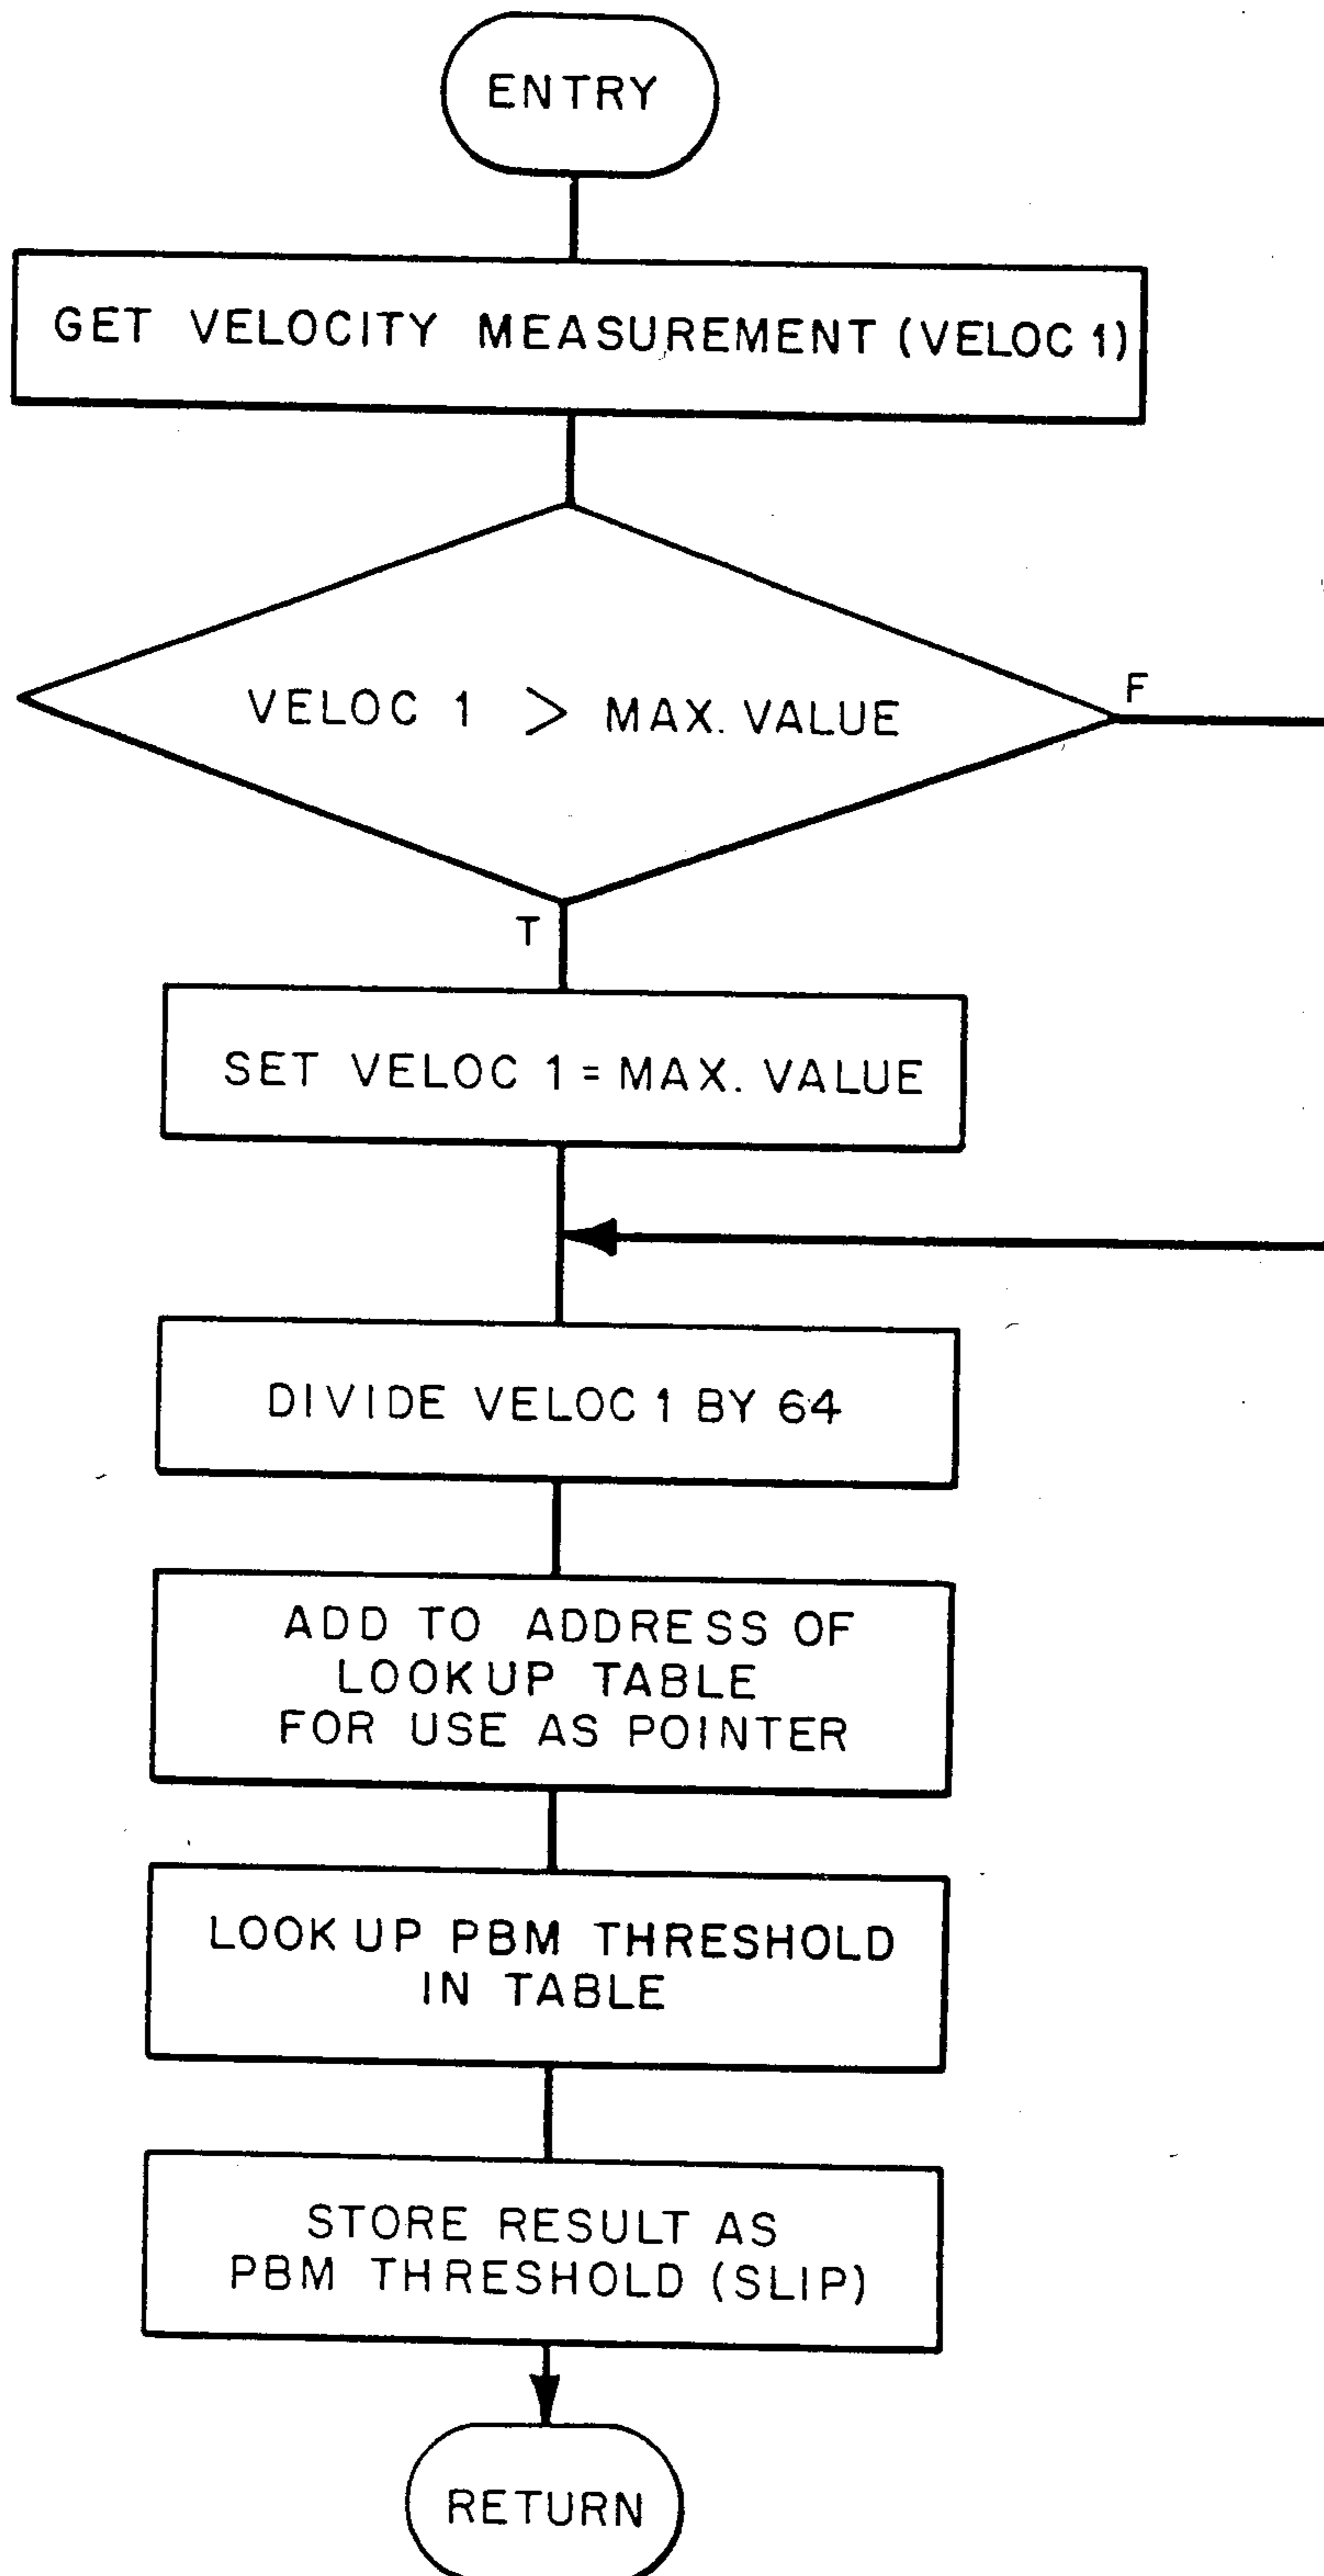 ENTRY
GET VELOCITY MEASUREMENT (VELOC 1)
VELOC 1 > MAX. VALUE
F
T
SET VELOC 1 = MAX. VALUE
DIVIDE VELOC 1 BY 64
ADD TO ADDRESS OF
LOOKUP TABLE
FOR USE AS POINTER
LOOKUP PBM THRESHOLD
IN TABLE
STORE RESULT AS
PBM THRESHOLD (SLIP)
RETURN